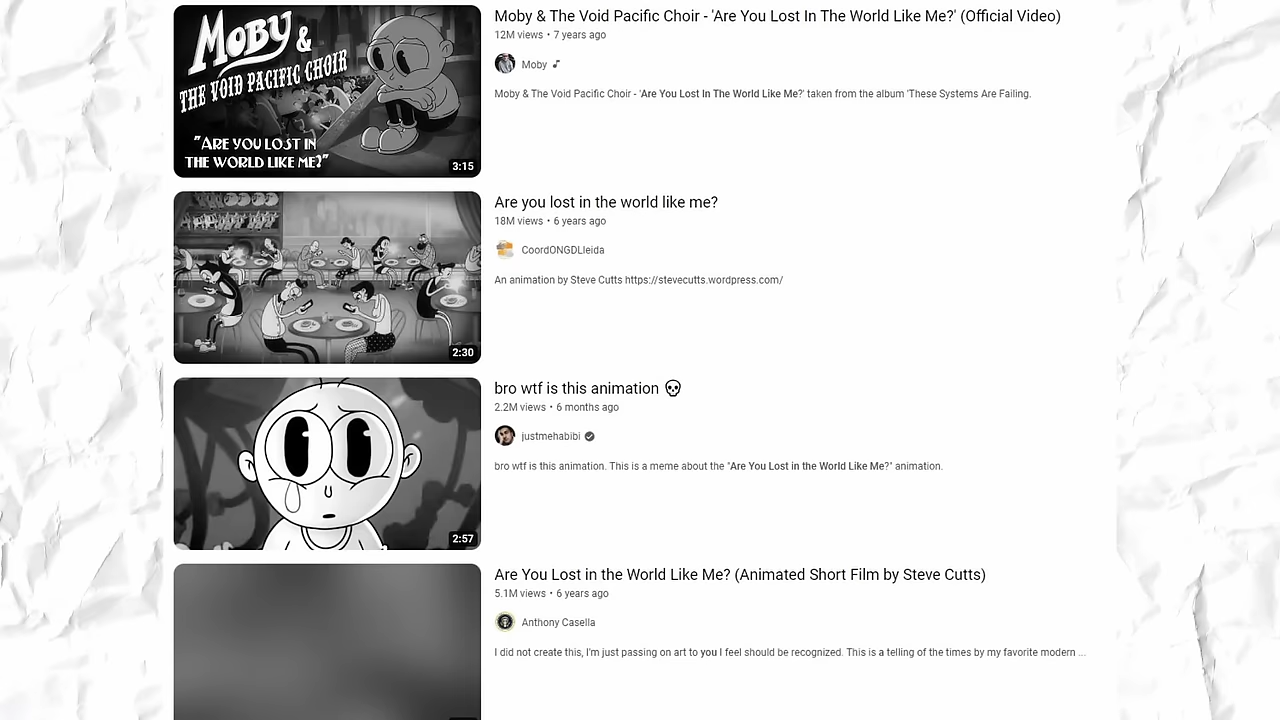 MOBY &
THE VOID PACIFIC CHOIR
"ARE YOU LOST IN
THE WORLD LIKE ME?"
3:15
Moby & The Void Pacific Choir - 'Are You Lost In The World Like Me?' (Official Video)
12M views • 7 years ago
Moby
Moby & The Void Pacific Choir - 'Are You Lost In The World Like Me?' taken from the album 'These Systems Are Failing.
2:30
Are you lost in the world like me?
18M views • 6 years ago
CoordONGDLleida
An animation by Steve Cutts https://stevecutts.wordpress.com/
2:57
bro wtf is this animation 💀
2.2M views • 6 months ago
justmehabibi
bro wtf is this animation. This is a meme about the "Are You Lost in the World Like Me?" animation.
Are You Lost in the World Like Me? (Animated Short Film by Steve Cutts)
5.1M views • 6 years ago
Anthony Casella
I did not create this, I'm just passing on art to you I feel should be recognized. This is a telling of the times by my favorite modern ...